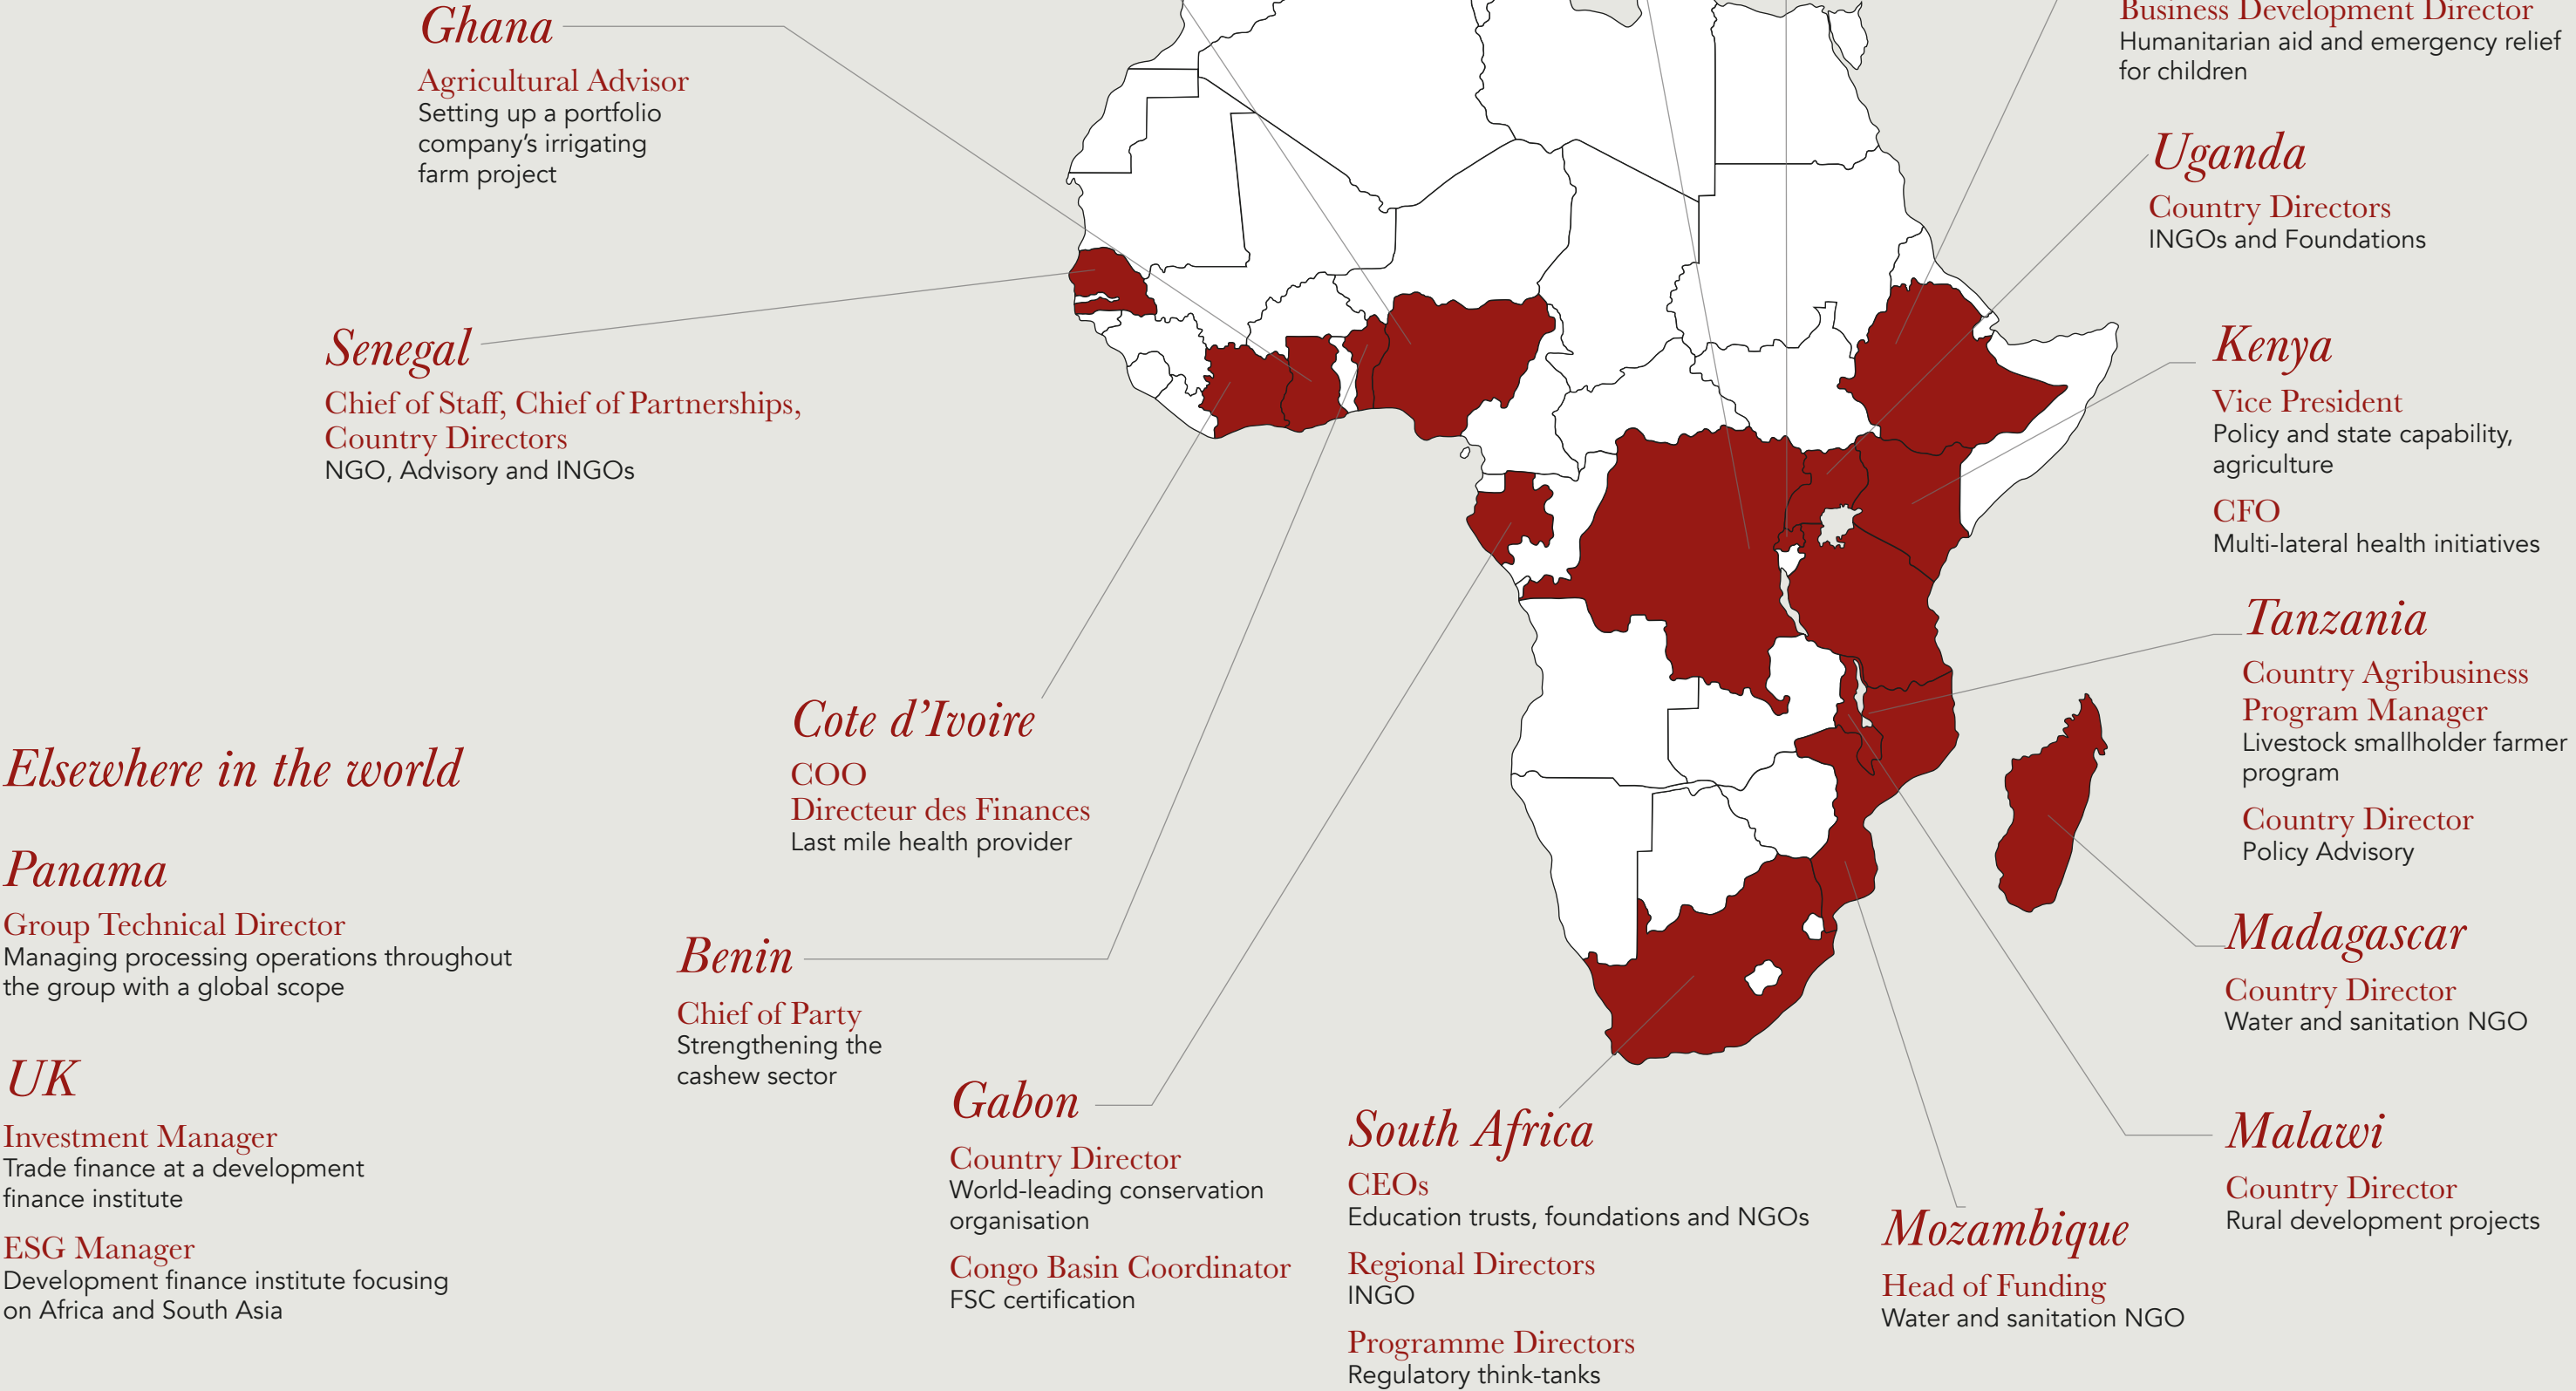 Ghana
Agricultural Advisor
Setting up a portfolio
company’s irrigating
farm project
Senegal
Chief of Staff, Chief of Partnerships,
Country Directors
NGO, Advisory and INGOs
Cote d’Ivoire
COO
Directeur des Finances
Last mile health provider
Elsewhere in the world
Panama
Group Technical Director
Managing processing operations throughout
the group with a global scope
UK
Investment Manager
Trade finance at a development
finance institute
ESG Manager
Development finance institute focusing
on Africa and South Asia
Benin
Chief of Party
Strengthening the
cashew sector
Gabon
Country Director
World-leading conservation
organisation
Congo Basin Coordinator
FSC certification
South Africa
CEOs
Education trusts, foundations and NGOs
Regional Directors
INGO
Programme Directors
Regulatory think-tanks
Business Development Director
Humanitarian aid and emergency relief
for children
Uganda
Country Directors
INGOs and Foundations
Kenya
Vice President
Policy and state capability,
agriculture
CFO
Multi-lateral health initiatives
Tanzania
Country Agribusiness
Program Manager
Livestock smallholder farmer
program
Country Director
Policy Advisory
Madagascar
Country Director
Water and sanitation NGO
Malawi
Country Director
Rural development projects
Mozambique
Head of Funding
Water and sanitation NGO